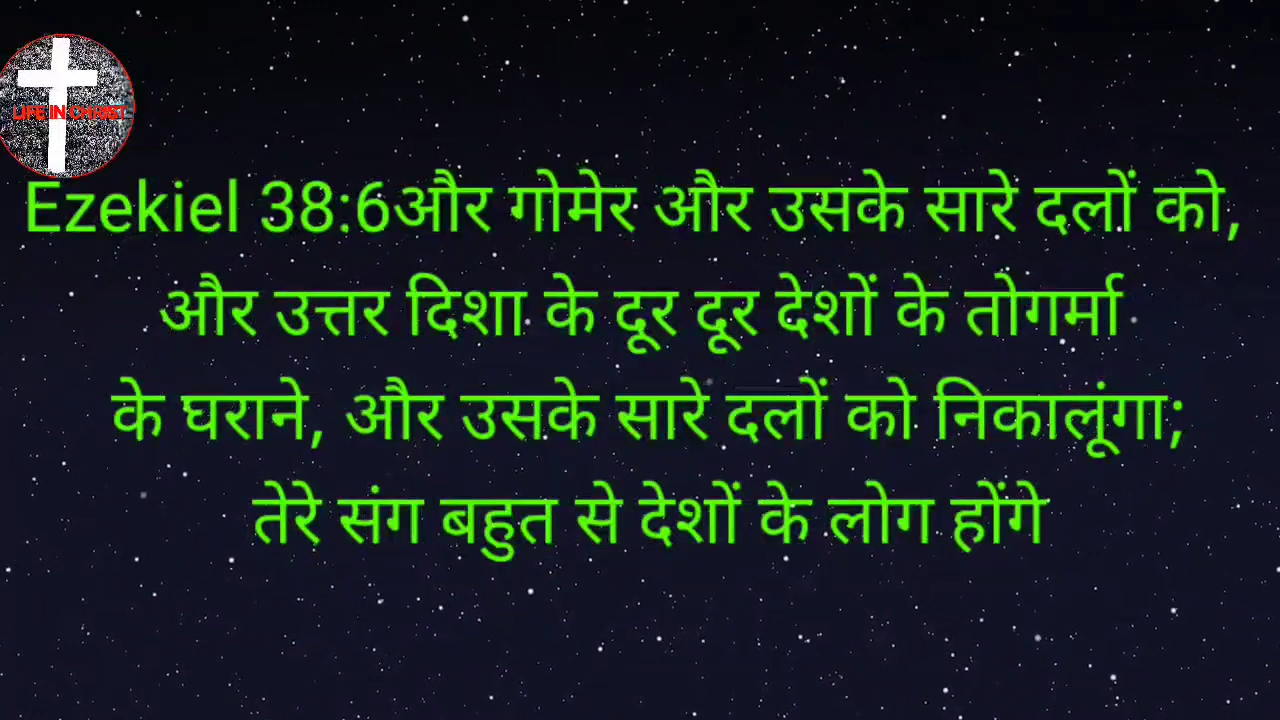 LIFE IN CHRIST
Ezekiel 38:6और गोमेर और उसके सारे दलों को,
और उत्तर दिशा के दूर दूर देशों के तोगर्मा
के घराने, और उसके सारे दलों को निकालूंगा;
तेरे संग बहुत से देशों के लोग होंगे